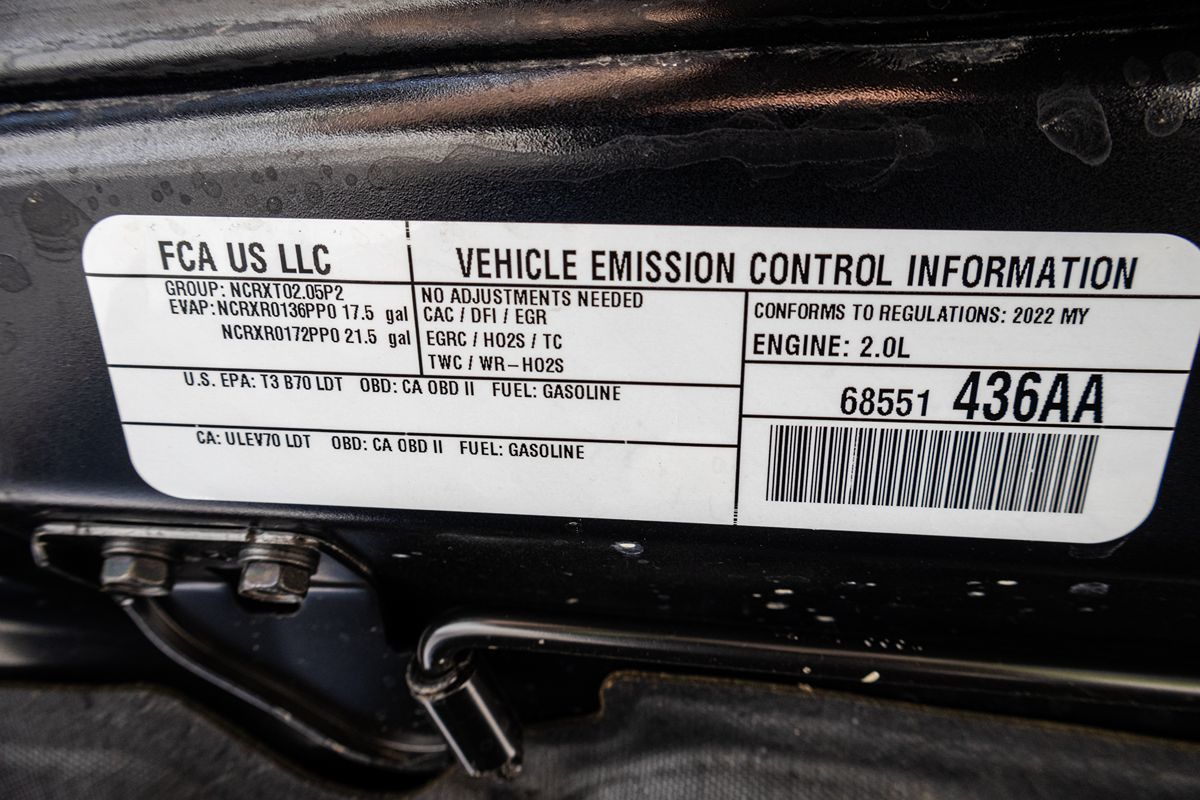 FCA US LLC
VEHICLE EMISSION CONTROL INFORMATION
GROUP: NCRXT02.05P2
EVAP: NCRXR0136PP0 17.5 gal
NCRXR0172PP0 21.5 gal
NO ADJUSTMENTS NEEDED
CAC / DFI / EGR
EGRC / HO2S / TC
TWC / WR-HO2S
CONFORMS TO REGULATIONS: 2022 MY
ENGINE: 2.0L
U.S. EPA: T3 B70 LDT OBD: CA OBD II FUEL: GASOLINE
CA: ULEV70 LDT OBD: CA OBD II FUEL: GASOLINE
68551 436AA